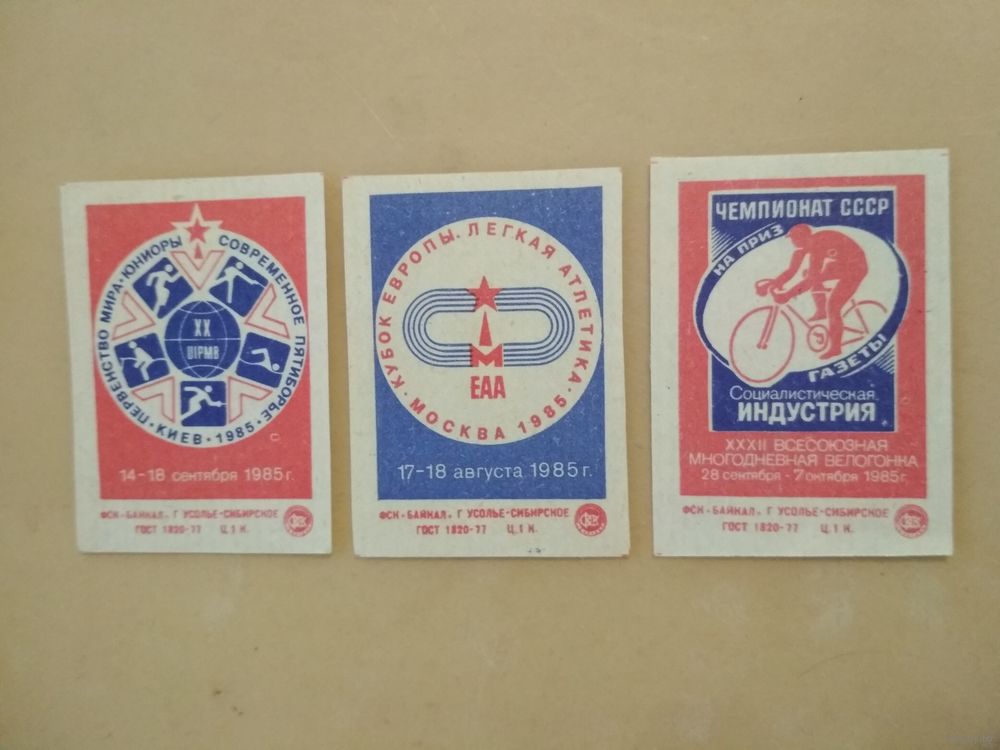 ПЕРВЕНСТВО МИРА·ЮНИОРЫ СОВРЕМЕННОЕ ПЯТИБОРЬЕ·
КИЕВ·1985·
XX
UIPMB
14-18 сентября 1985 г.
ФСК «БАЙКАЛ». Г УСОЛЬЕ-СИБИРСКОЕ
ГОСТ 1820-77 Ц. 1 К.
КУБОК ЕВРОПЫ. ЛЕГКАЯ АТЛЕТИКА·
МОСКВА 1985·
М
ЕАА
17-18 августа 1985 г.
ФСК «БАЙКАЛ». Г УСОЛЬЕ-СИБИРСКОЕ
ГОСТ 1820-77 Ц. 1 К.
ЧЕМПИОНАТ СССР
НА ПРИЗ
ГАЗЕТЫ
Социалистическая
ИНДУСТРИЯ
XXXII ВСЕСОЮЗНАЯ
МНОГОДНЕВНАЯ ВЕЛОГОНКА
28 сентября - 7 октября 1985г.
ФСК «БАЙКАЛ». Г УСОЛЬЕ-СИБИРСКОЕ
ГОСТ 1820-77 Ц. 1 К.